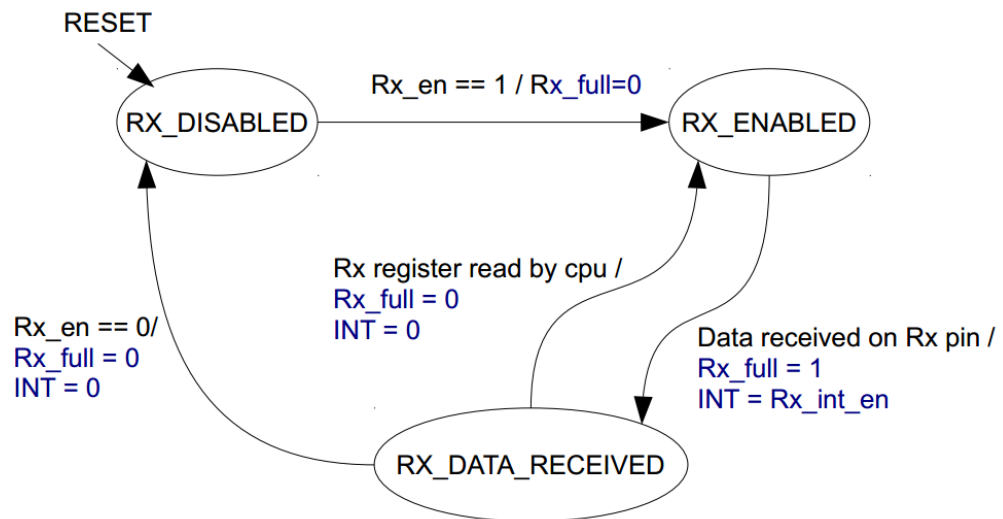 RESET
Rx_en == 1 / Rx_full=0
RX_DISABLED
RX_ENABLED
Rx register read by cpu /
Rx_full = 0
INT = 0
Rx_en == 0/
Rx_full = 0
INT = 0
Data received on Rx pin /
Rx_full = 1
INT = Rx_int_en
RX_DATA_RECEIVED